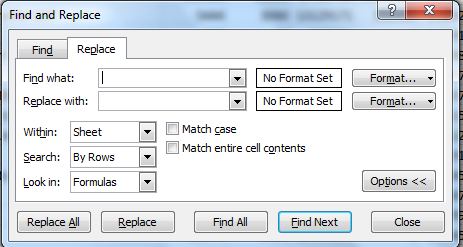 Find and Replace
Find Replace
Find what: No Format Set Format...
Replace with: No Format Set Format...
Within: Sheet Match case
Search: By Rows Match entire cell contents
Look in: Formulas Options <<
Replace All Replace Find All Find Next Close